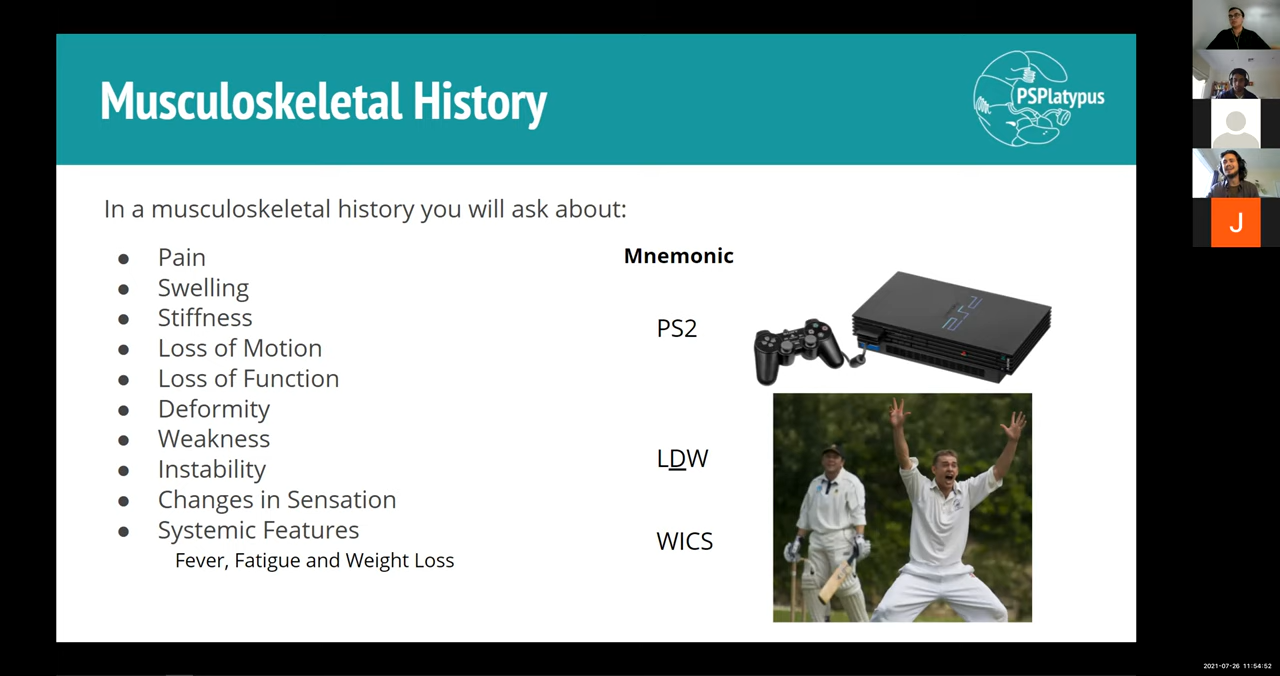 Musculoskeletal History
PSPlatypus
In a musculoskeletal history you will ask about:
Mnemonic
● Pain
● Swelling
● Stiffness
● Loss of Motion
● Loss of Function
● Deformity
● Weakness
● Instability
● Changes in Sensation
● Systemic Features
Fever, Fatigue and Weight Loss
PS2
PS2
LDW
WICS
J
2021-07-26 11:54:52